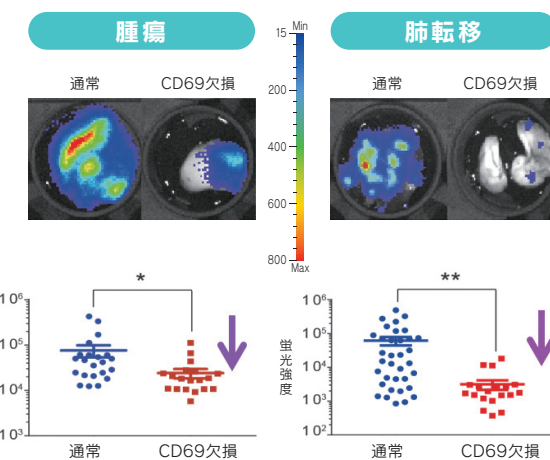 腫瘍
肺転移
通常 CD69欠損
通常 CD69欠損
Min
15
200
400
600
800
Max
*
10⁶
10⁵
10⁴
10³
通常 CD69欠損
**
蛍光強度
10⁶
10⁵
10⁴
10³
10²
通常 CD69欠損